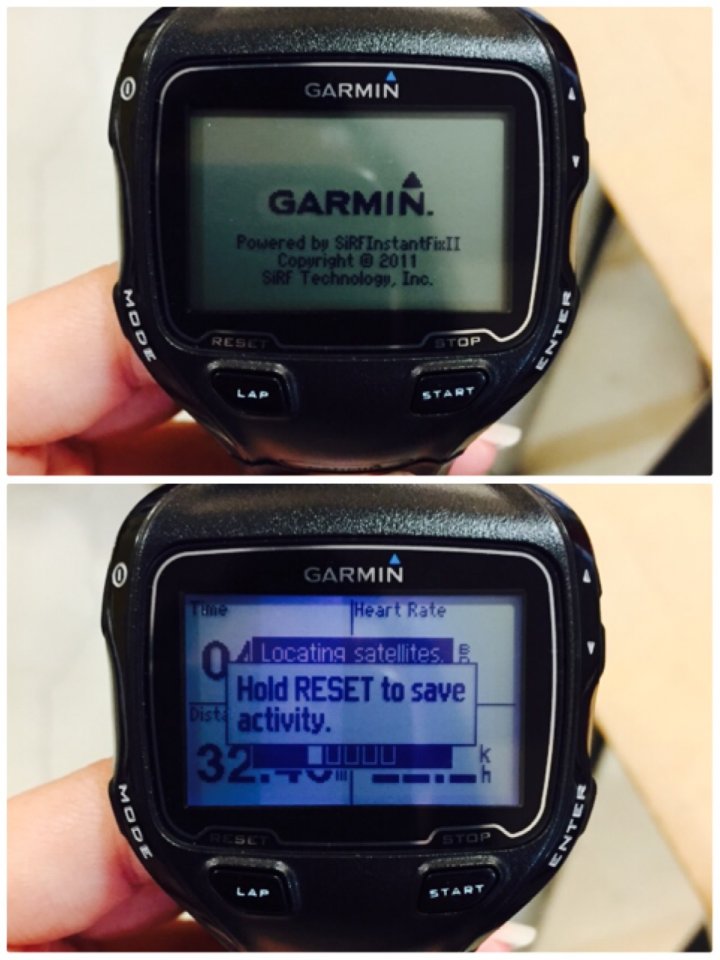 GARMIN
GARMIN.
Powered by SiRFInstantFixII
Copyright © 2011
SiRF Technology, Inc.
MODE
RESET
STOP
ENTER
LAP
START
GARMIN
Time
Heart Rate
Locating satellites.
Hold RESET to save
activity.
32.
k
h
MODE
RESET
STOP
ENTER
LAP
START